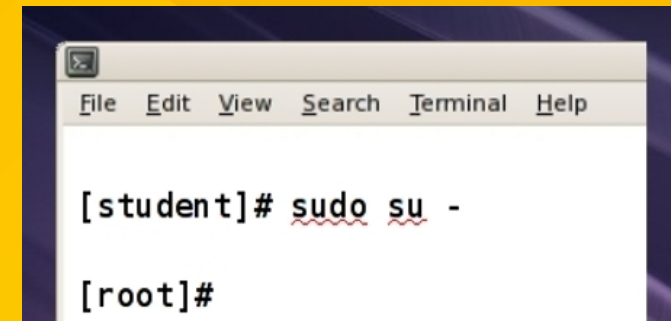 File Edit View Search Terminal Help
[student]# sudo su -
[root]#